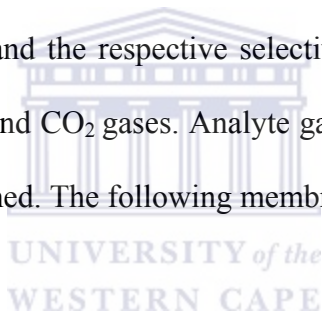 and the respective selecti
nd CO₂ gases. Analyte ga
ned. The following membr
UNIVERSITY of the
WESTERN CAPE